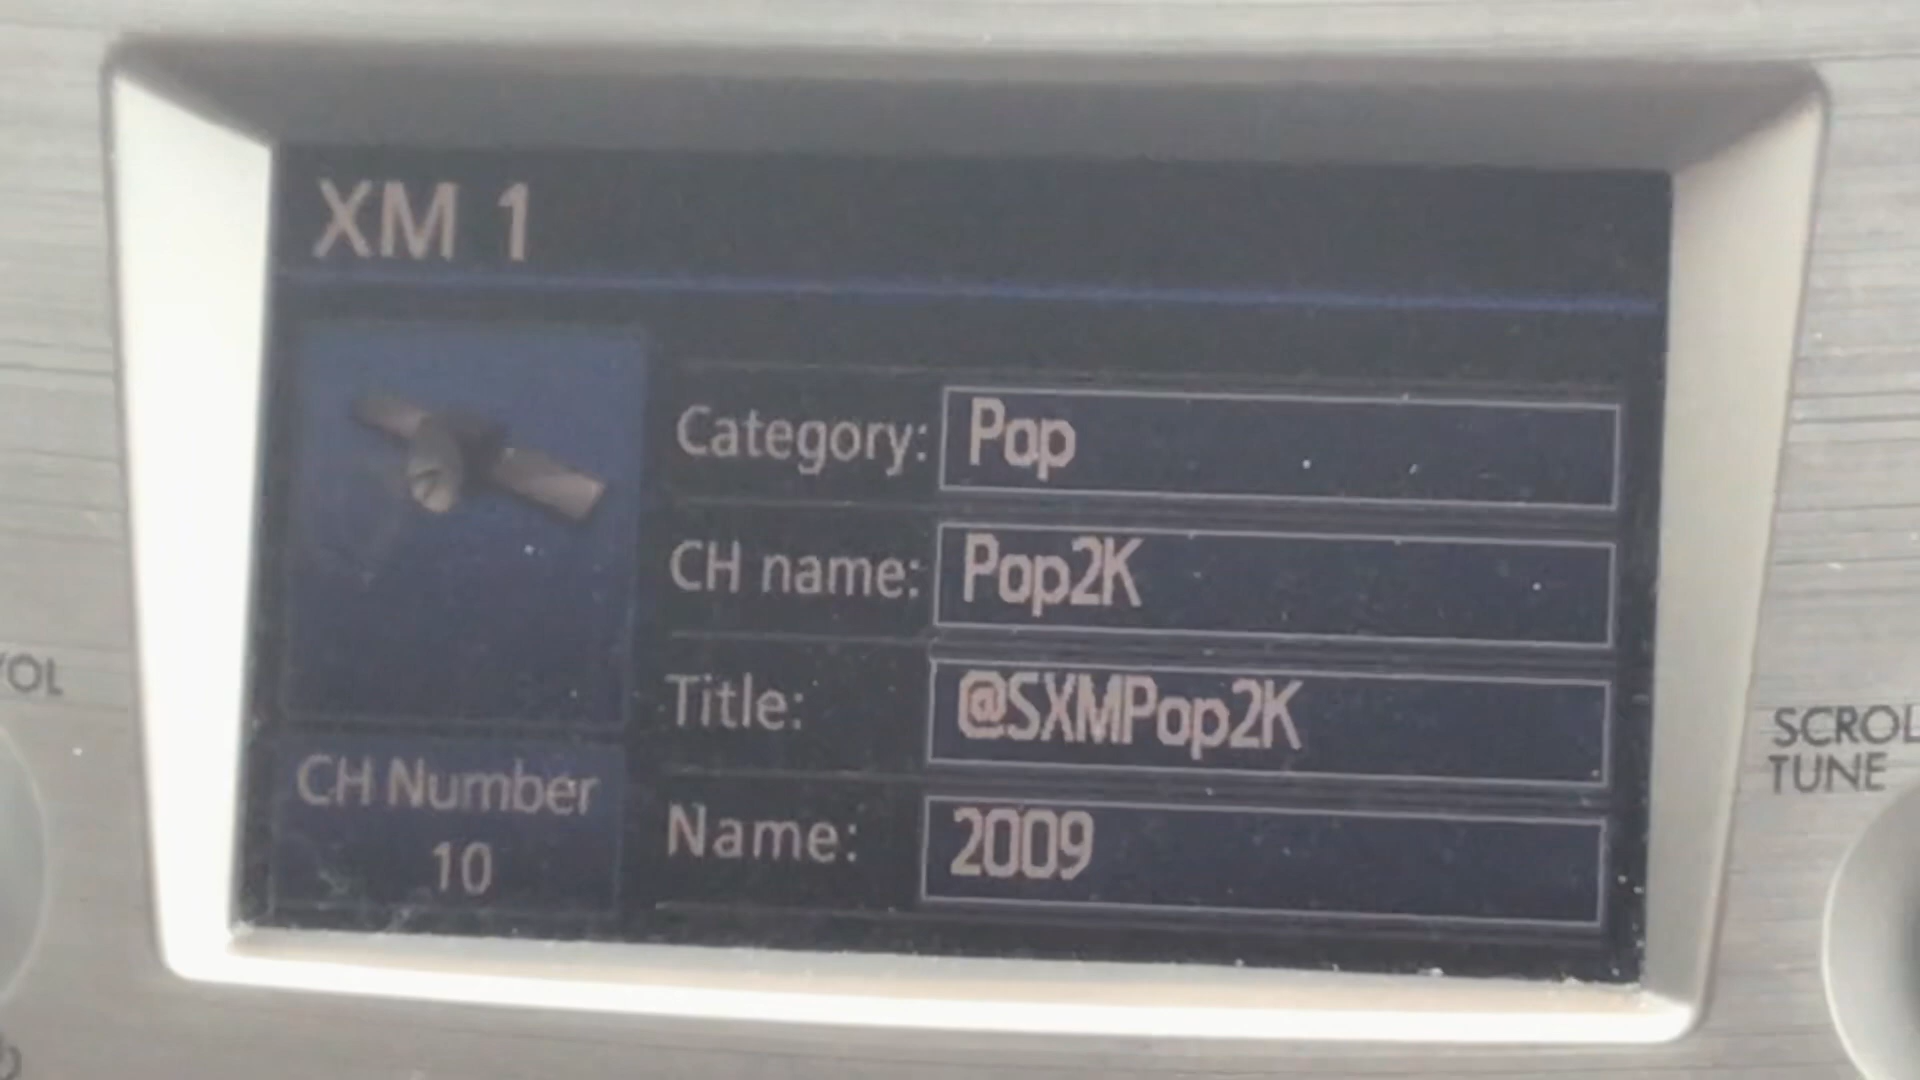 XM 1
Category: Pop
CH name: Pop2K
Title: @SXMPop2K
Name: 2009
CH Number
10
VOL
SCROL
TUNE